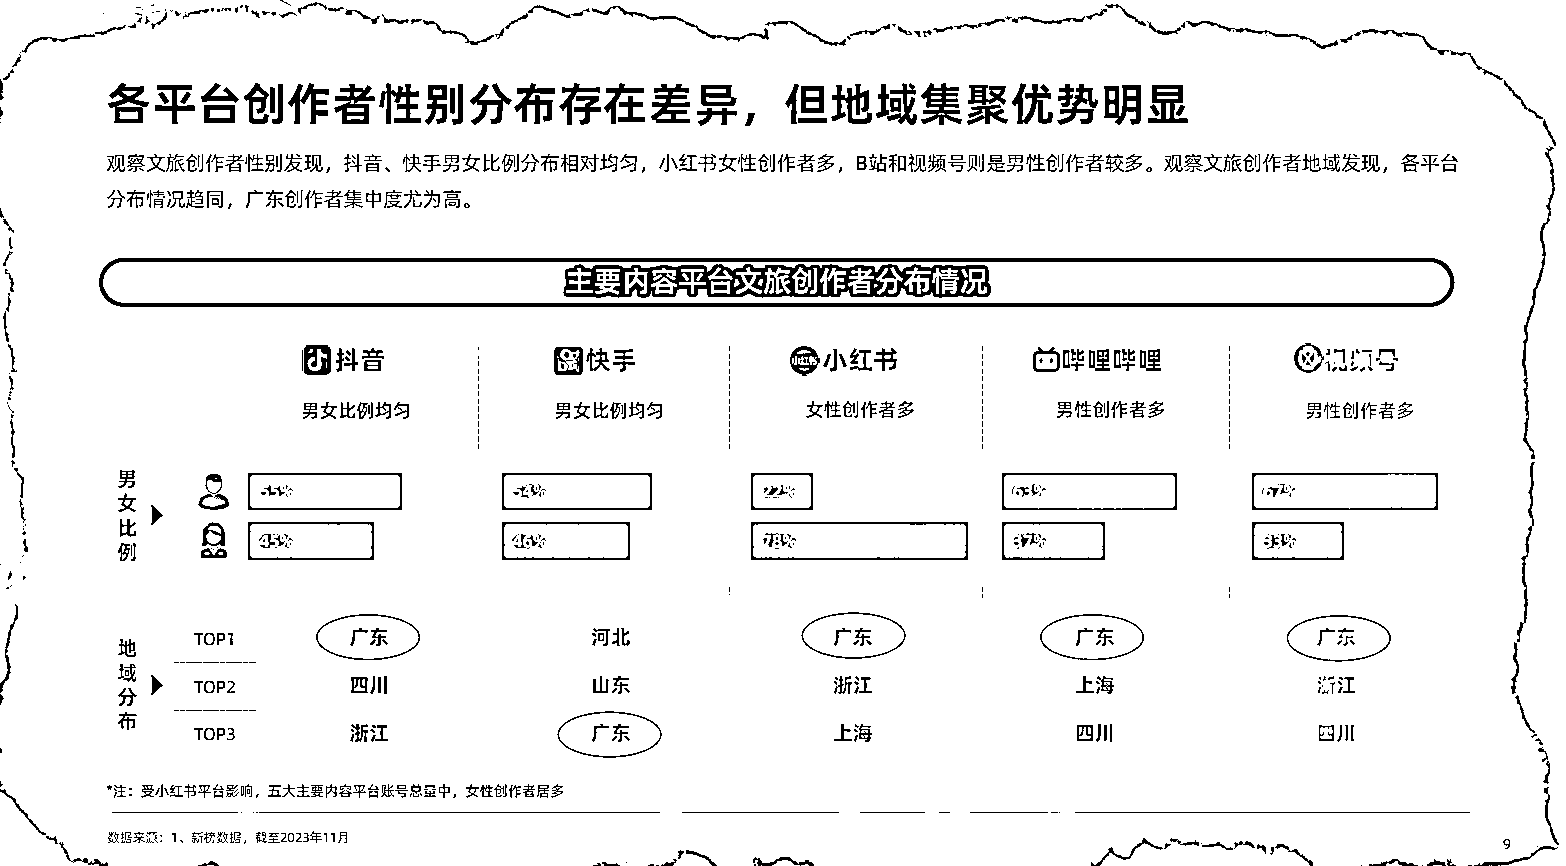 各平台创作者性别分布存在差异，但地域集聚优势明显
观察文旅创作者性别发现，抖音、快手男女比例分布相对均匀，小红书女性创作者多，B站和视频号则是男性创作者较多。观察文旅创作者地域发现，各平台
分布情况趋同，广东创作者集中度尤为高。
主要内容平台文旅创作者分布情况
抖音 快手 小红书 哔哩哔哩 视频号
男女比例均匀 男女比例均匀 女性创作者多 男性创作者多 男性创作者多
男女比例
55% 54% 22% 63% 67%
45% 46% 78% 37% 33%
地域分布
TOP1 广东 河北 广东 广东 广东
TOP2 四川 山东 浙江 上海 浙江
TOP3 浙江 广东 上海 四川 四川
*注：受小红书平台影响，五大主要内容平台账号总量中，女性创作者居多
数据来源：1、新榜数据，截至2023年11月
9